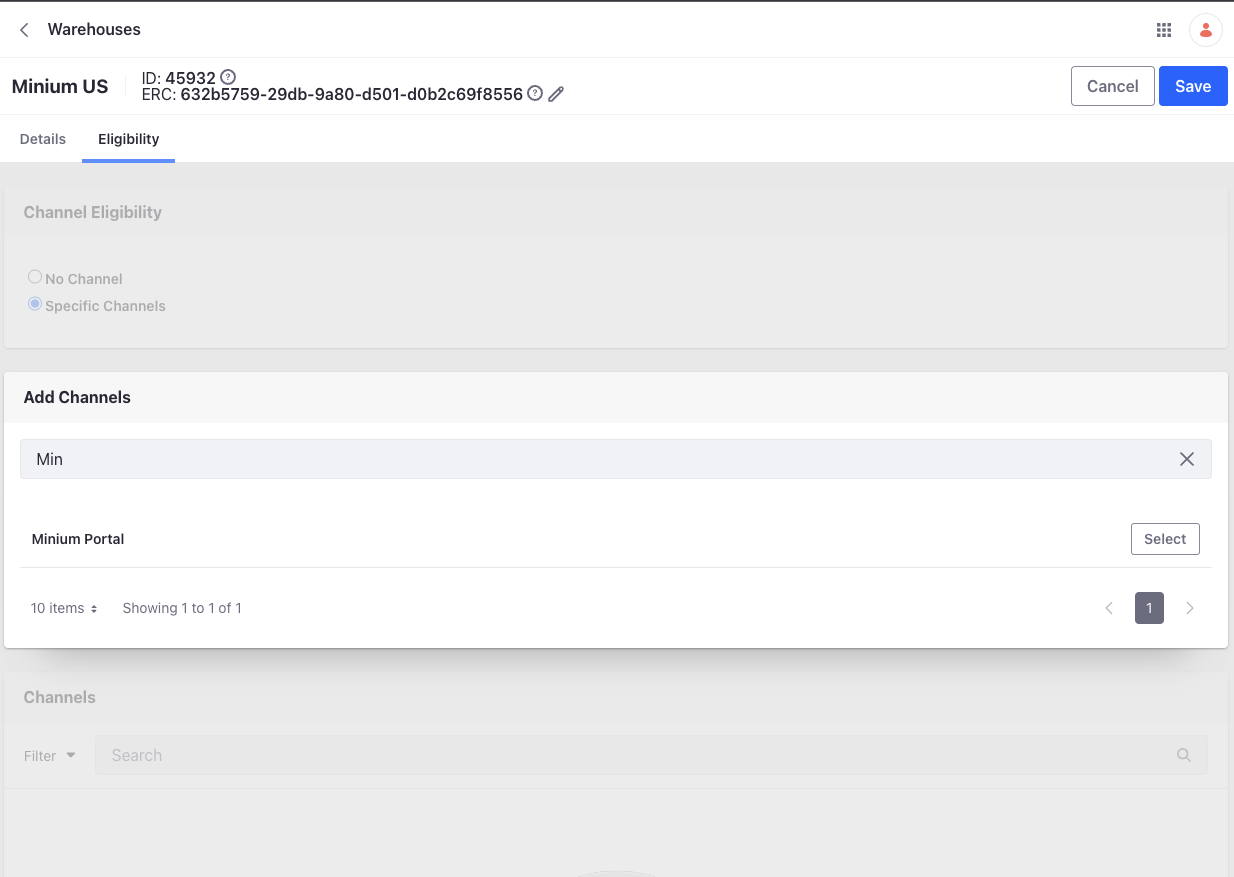 Warehouses
Minium US
ID: 45932 ?
ERC: 632b5759-29db-9a80-d501-d0b2c69f8556 ?
Cancel
Save
Details
Eligibility
Channel Eligibility
No Channel
Specific Channels
Add Channels
Min
Minium Portal
Select
10 items
Showing 1 to 1 of 1
1
Channels
Filter
Search